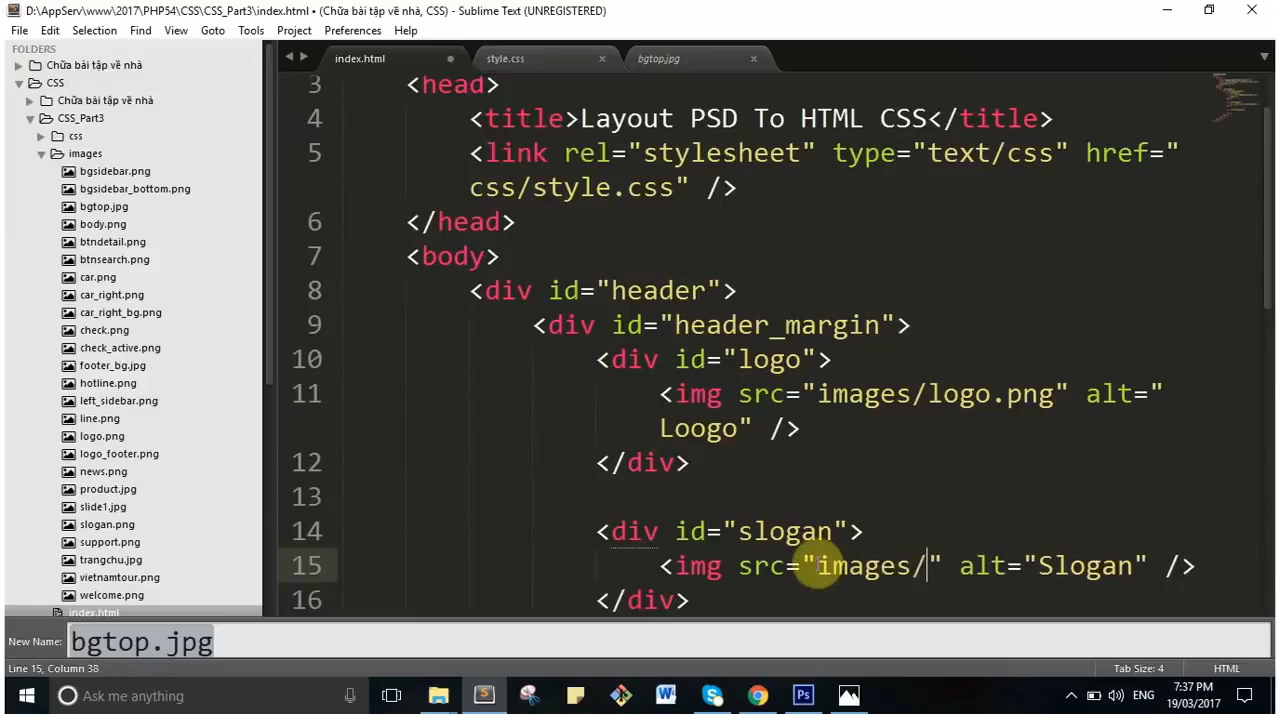 D:\AppServ\www\2017\PHP54\CSS\CSS_Part3\index.html • (Chữa bài tập về nhà, CSS) - Sublime Text (UNREGISTERED)
File Edit Selection Find View Goto Tools Project Preferences Help
FOLDERS
Chữa bài tập về nhà
CSS
Chữa bài tập về nhà
CSS_Part3
css
images
bgsidebar.png
bgsidebar_bottom.png
bgtop.jpg
body.png
btndetail.png
btnsearch.png
car.png
car_right.png
car_right_bg.png
check.png
check_active.png
footer_bg.jpg
hotline.png
left_sidebar.png
line.png
logo.png
logo_footer.png
news.png
product.jpg
slide1.jpg
slogan.png
support.png
trangchu.jpg
vietnamtour.png
welcome.png
index.html
index.html style.css bgtop.jpg
3 <head>
4 <title>Layout PSD To HTML CSS</title>
5 <link rel="stylesheet" type="text/css" href="
css/style.css" />
6 </head>
7 <body>
8 <div id="header">
9 <div id="header_margin">
10 <div id="logo">
11 <img src="images/logo.png" alt="
Loogo" />
12 </div>
13
14 <div id="slogan">
15 <img src="images/" alt="Slogan" />
16 </div>
New Name: bgtop.jpg
Line 15, Column 38 Tab Size: 4 HTML
Ask me anything
ENG
7:37 PM
19/03/2017